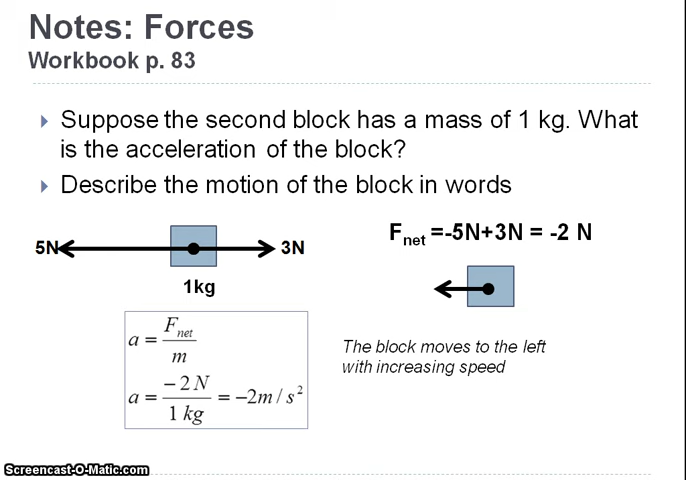 Notes: Forces
Workbook p. 83
Suppose the second block has a mass of 1 kg. What
is the acceleration of the block?
Describe the motion of the block in words
5N
3N
1kg
Fnet =-5N+3N = -2 N
a = Fnet / m
a = -2 N / 1 kg = -2m / s²
The block moves to the left
with increasing speed
Screencast-O-Matic.com